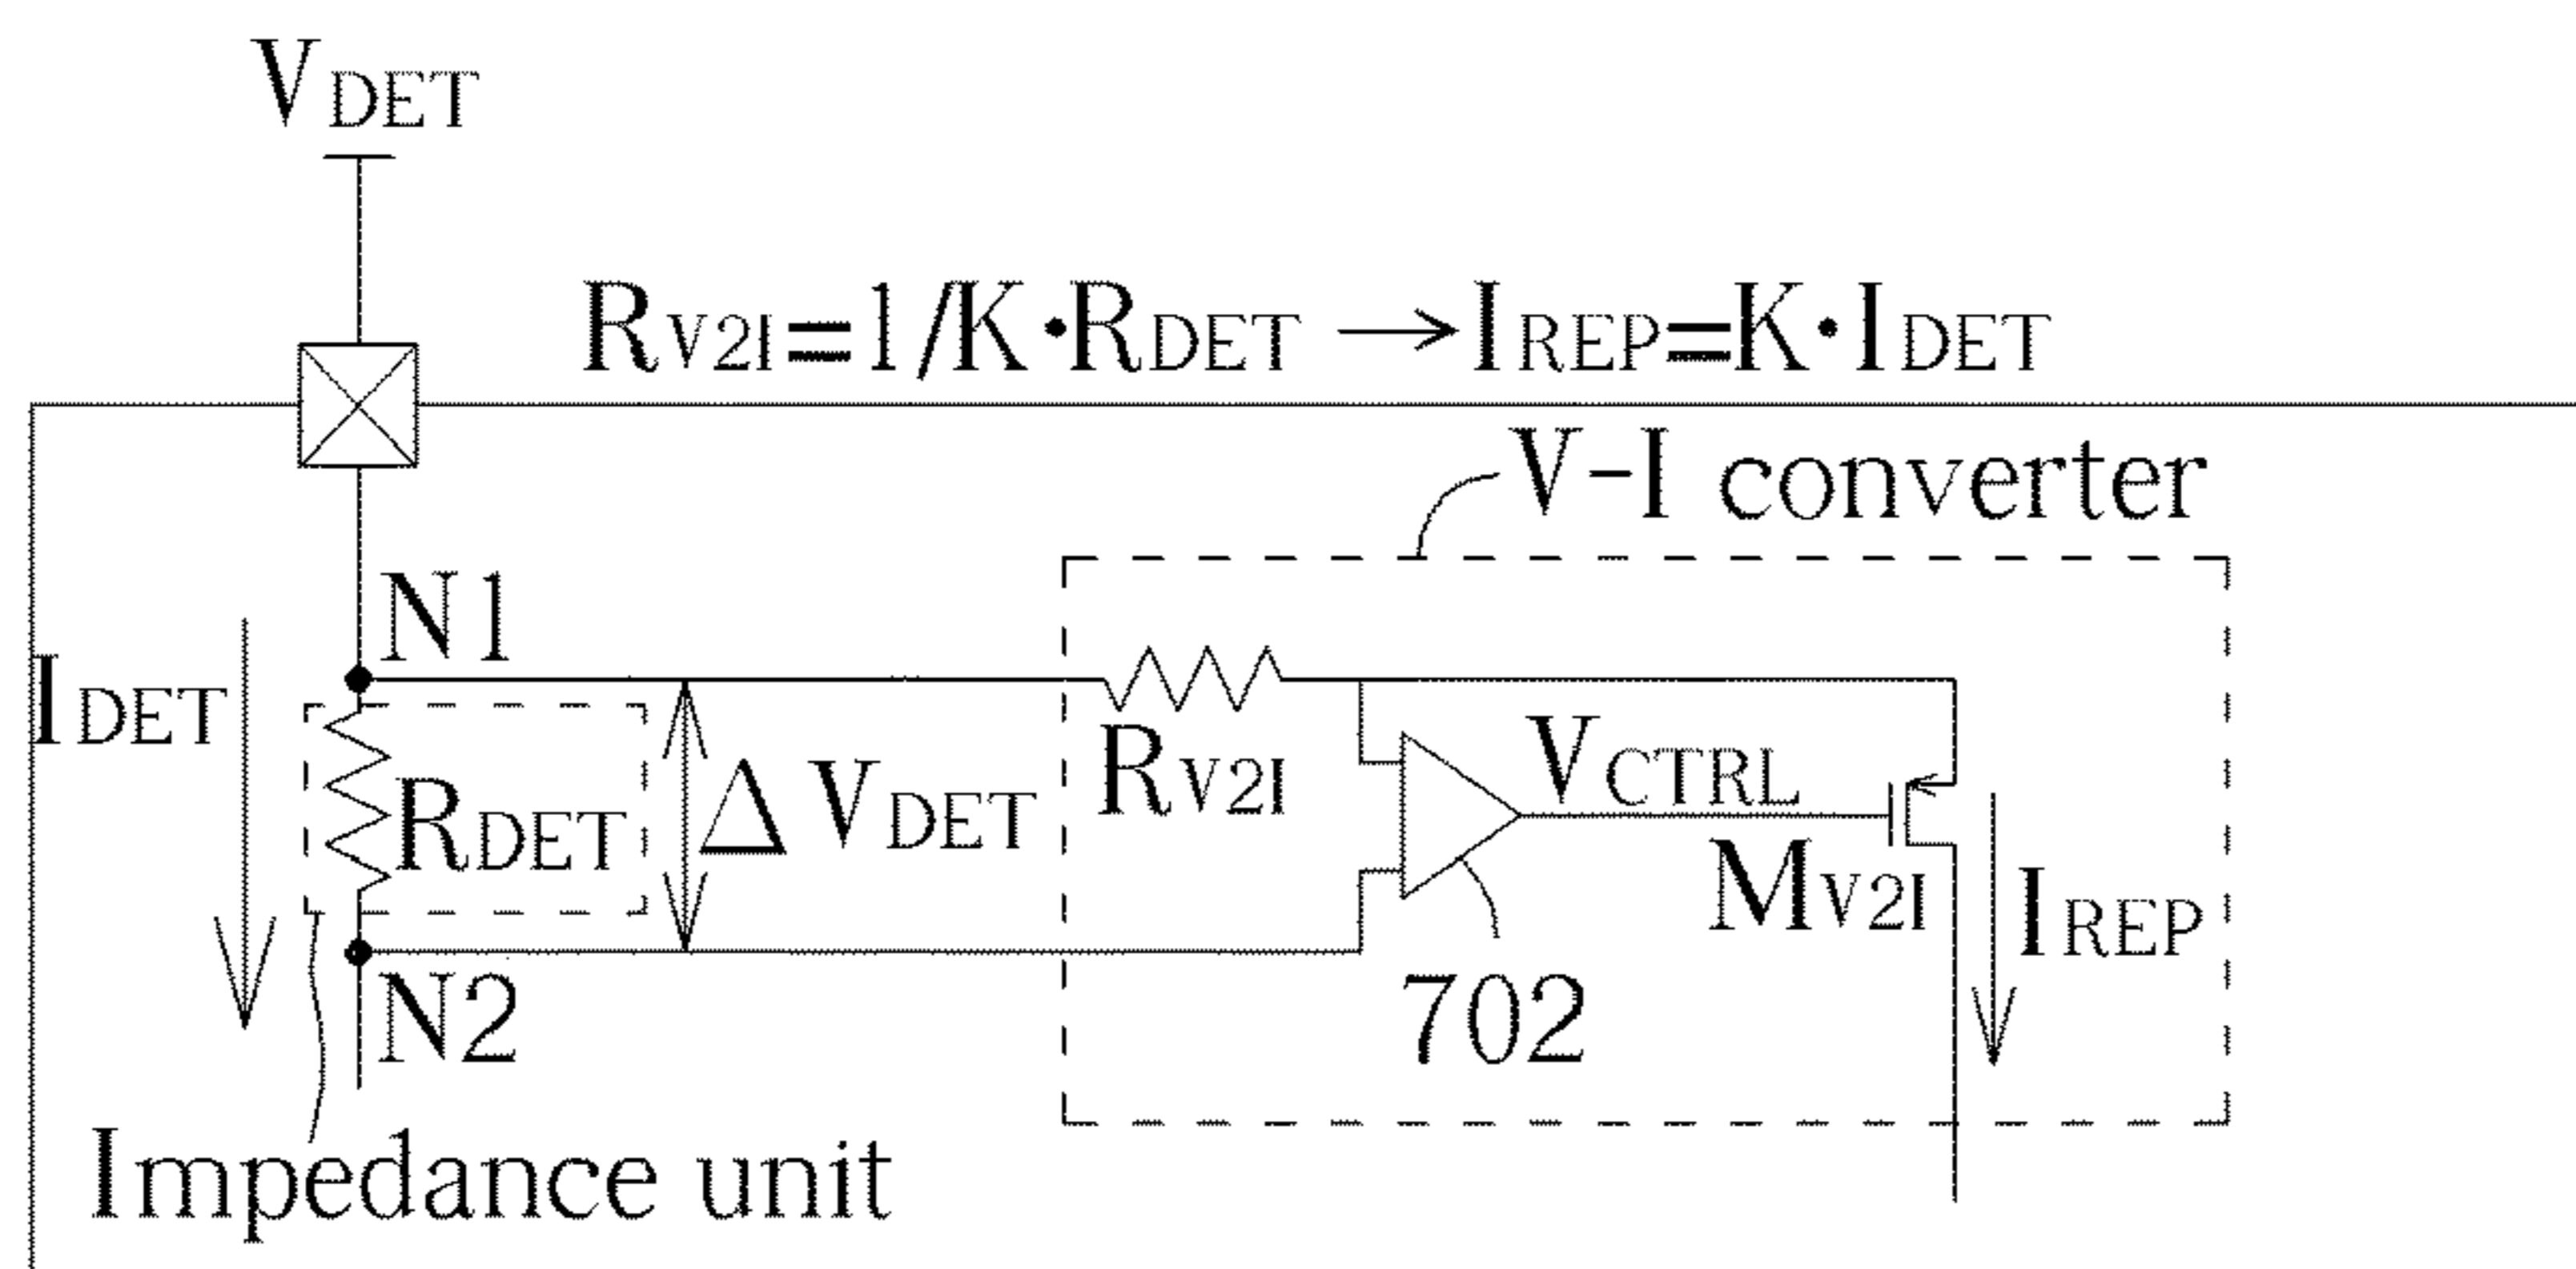 VDET
RV2I=1/K·RDET →IREP=K·IDET
V-I converter
N1
IDET
RDET
ΔVDET
RV2I
VCTRL
MV2I
IREP
N2
702
Impedance unit